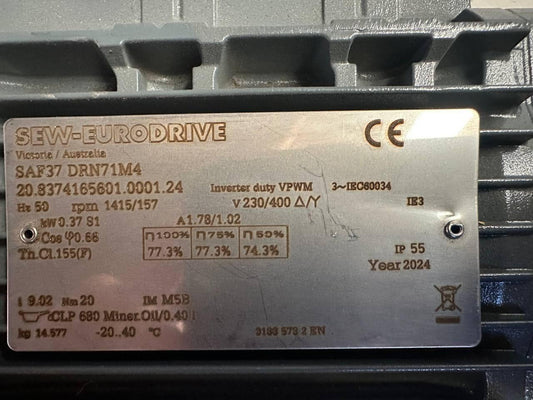 SEW-EURODRIVE
CE
Victoria / Australia
SAF37 DRN71M4
20.8374165601.0001.24 Inverter duty VPWM 3~IEC60034
Hz 50 rpm 1415/157 V 230/400 Δ/Y IE3
kW 0.37 S1 A 1.78/1.02
Cos φ0.66 η100% η75% η50%
Th.Cl.155(F) 77.3% 77.3% 74.3% IP 55
Year 2024
i 9.02 Nm 20 IM M5B
CLP 680 Miner.Oil/0.40 l
kg 14.577 -20..40 °C 3183 573 2 EN